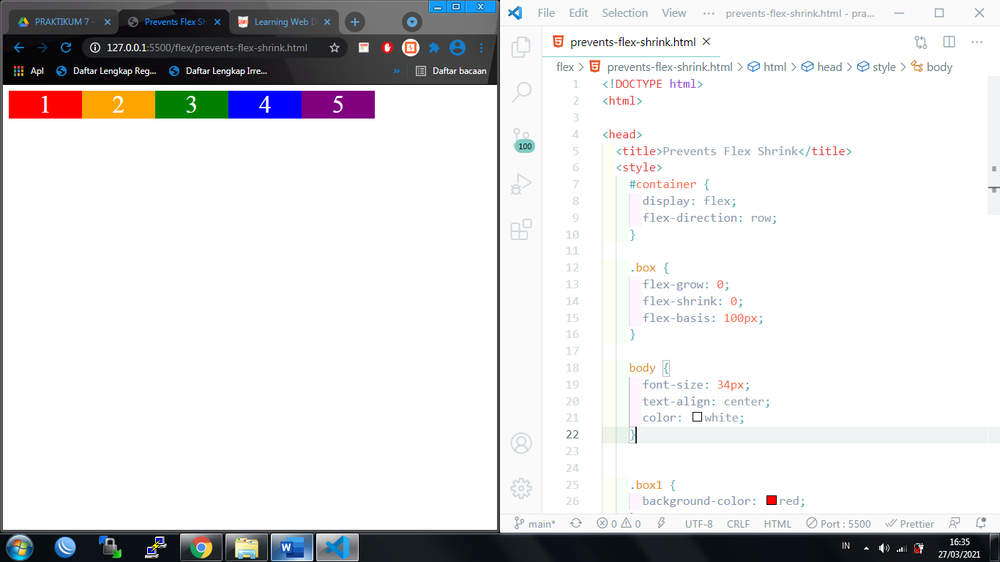 PRAKTIKUM 7 -
Prevents Flex Sh
Learning Web D
127.0.0.1:5500/flex/prevents-flex-shrink.html
Apl
Daftar Lengkap Reg...
Daftar Lengkap Irre...
»
Daftar bacaan
1 2 3 4 5
File Edit Selection View ··· prevents-flex-shrink.html - pra...
prevents-flex-shrink.html
flex > prevents-flex-shrink.html > html > head > style > body
100
1 <!DOCTYPE html>
2 <html>
3
4 <head>
5 <title>Prevents Flex Shrink</title>
6 <style>
7 #container {
8 display: flex;
9 flex-direction: row;
10 }
11
12 .box {
13 flex-grow: 0;
14 flex-shrink: 0;
15 flex-basis: 100px;
16 }
17
18 body {
19 font-size: 34px;
20 text-align: center;
21 color: white;
22 }
23
24
25 .box1 {
26 background-color: red;
main* 0 0 UTF-8 CRLF HTML Port : 5500 Prettier
IN
16:35
27/03/2021